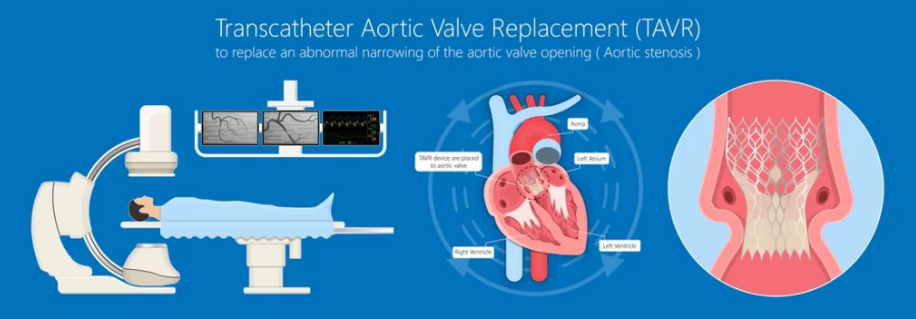 Transcatheter Aortic Valve Replacement (TAVR)
to replace an abnormal narrowing of the aortic valve opening ( Aortic stenosis )
Aorta
TAVR device are placed
to aortic valve
Left Atrium
Right Ventricle
Left Ventricle